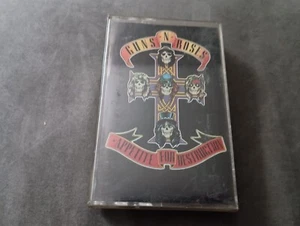 GUNS N' ROSES
APPETITE FOR DESTRUCTION